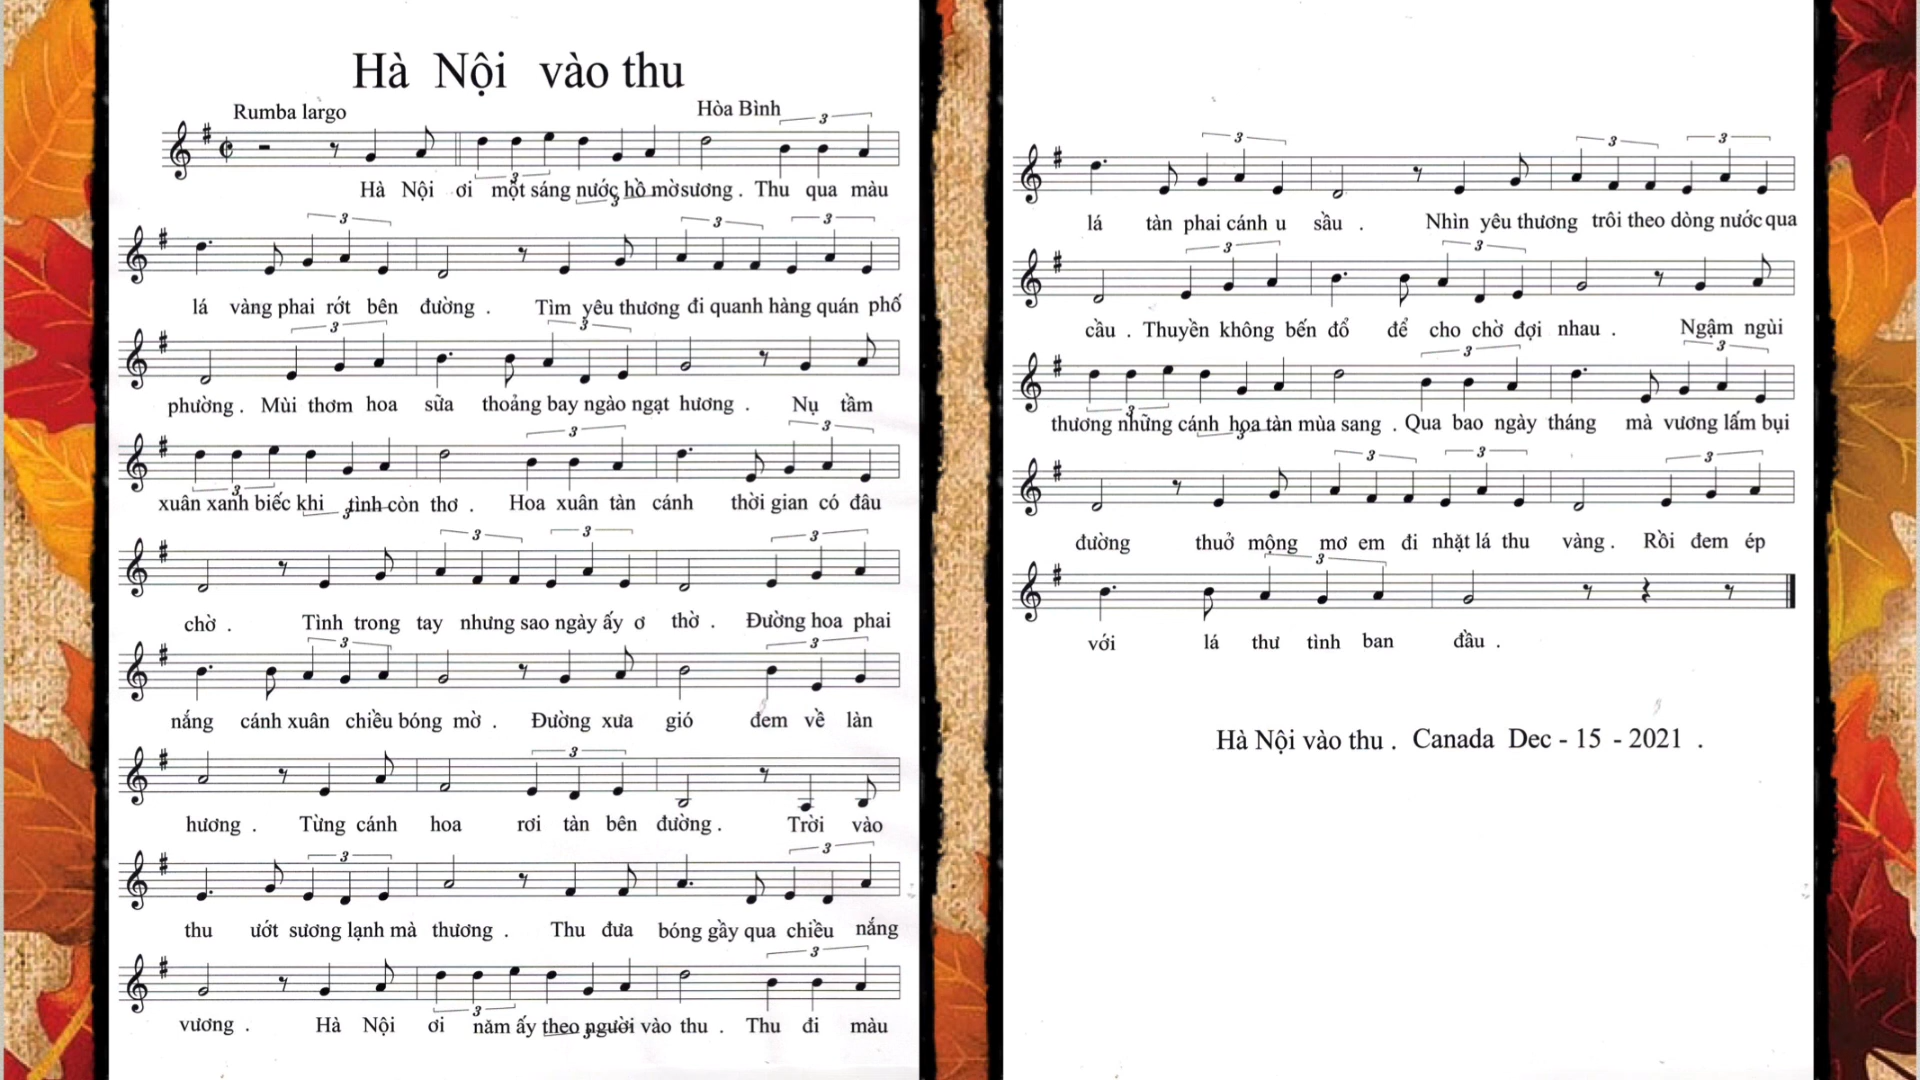 Hà Nội vào thu
Rumba largo
Hòa Bình
Hà Nội ơi một sáng nước hồ mờ sương . Thu qua màu
lá vàng phai rớt bên đường . Tìm yêu thương đi quanh hàng quán phố
phường . Mùi thơm hoa sữa thoảng bay ngào ngạt hương . Nụ tầm
xuân xanh biếc khi tình còn thơ . Hoa xuân tàn cánh thời gian có đâu
chờ . Tình trong tay nhưng sao ngày ấy ơ thờ . Đường hoa phai
nắng cánh xuân chiều bóng mờ . Đường xưa gió đem về làn
hương . Từng cánh hoa rơi tàn bên đường . Trời vào
thu ướt sương lạnh mà thương . Thu đưa bóng gầy qua chiều nắng
vương . Hà Nội ơi năm ấy theo người vào thu . Thu đi màu
lá tàn phai cánh u sầu . Nhìn yêu thương trôi theo dòng nước qua
cầu . Thuyền không bến đổ để cho chờ đợi nhau . Ngậm ngùi
thương những cánh hoa tàn mùa sang . Qua bao ngày tháng mà vương lấm bụi
đường thuở mộng mơ em đi nhặt lá thu vàng . Rồi đem ép
với lá thư tình ban đầu .
Hà Nội vào thu . Canada Dec - 15 - 2021 .